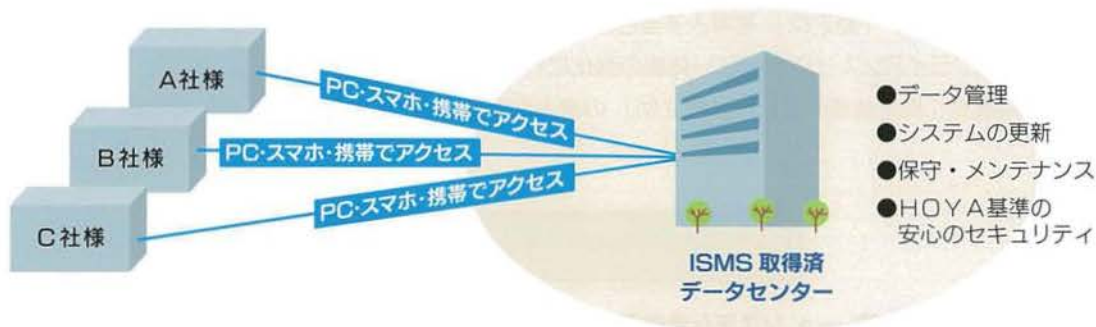 A社様
PC・スマホ・携帯でアクセス
B社様
PC・スマホ・携帯でアクセス
C社様
PC・スマホ・携帯でアクセス
ISMS 取得済
データセンター
●データ管理
●システムの更新
●保守・メンテナンス
●HOYA基準の
安心のセキュリティ